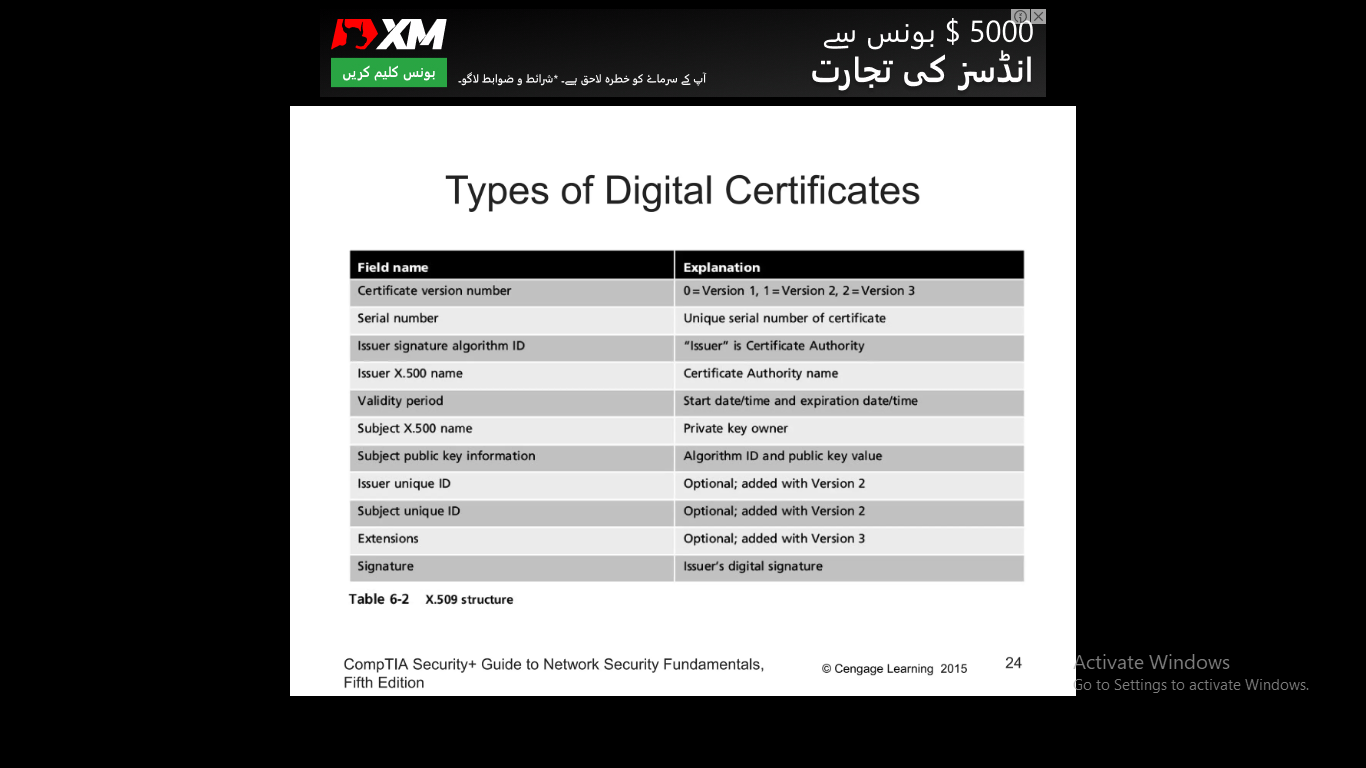 XM
5000 $ بونس سے
انڈسز کی تجارت
بونس کلیم کریں
آپ کے سرمائے کو خطرہ لاحق ہے۔ *شرائط و ضوابط لاگو۔
Types of Digital Certificates
Field name Explanation
Certificate version number 0 = Version 1, 1 = Version 2, 2 = Version 3
Serial number Unique serial number of certificate
Issuer signature algorithm ID “Issuer” is Certificate Authority
Issuer X.500 name Certificate Authority name
Validity period Start date/time and expiration date/time
Subject X.500 name Private key owner
Subject public key information Algorithm ID and public key value
Issuer unique ID Optional; added with Version 2
Subject unique ID Optional; added with Version 2
Extensions Optional; added with Version 3
Signature Issuer's digital signature
Table 6-2 X.509 structure
CompTIA Security+ Guide to Network Security Fundamentals,
Fifth Edition
© Cengage Learning 2015
24
Activate Windows
Go to Settings to activate Windows.